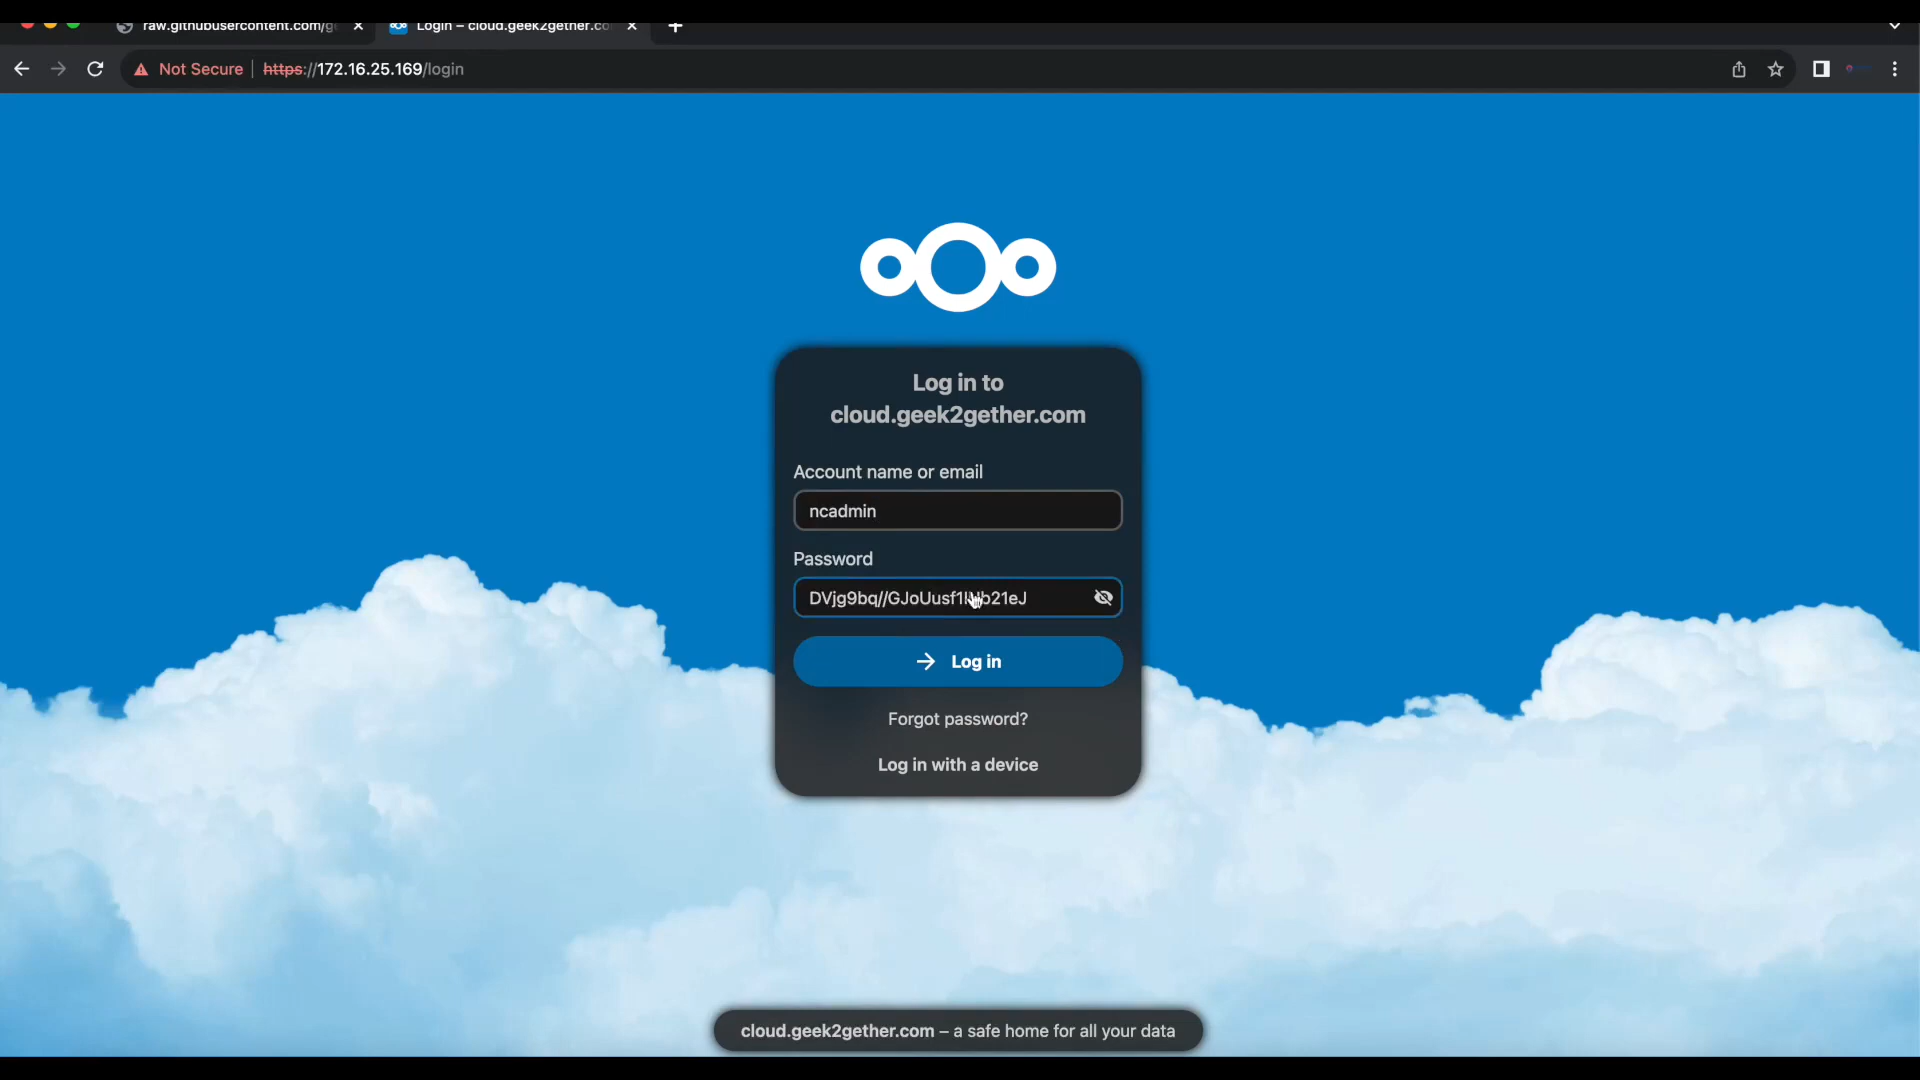 raw.githubusercontent.com/g
Login – cloud.geek2gether.co
Not Secure
https://172.16.25.169/login
Log in to
cloud.geek2gether.com
Account name or email
ncadmin
Password
Log in
Forgot password?
Log in with a device
cloud.geek2gether.com – a safe home for all your data